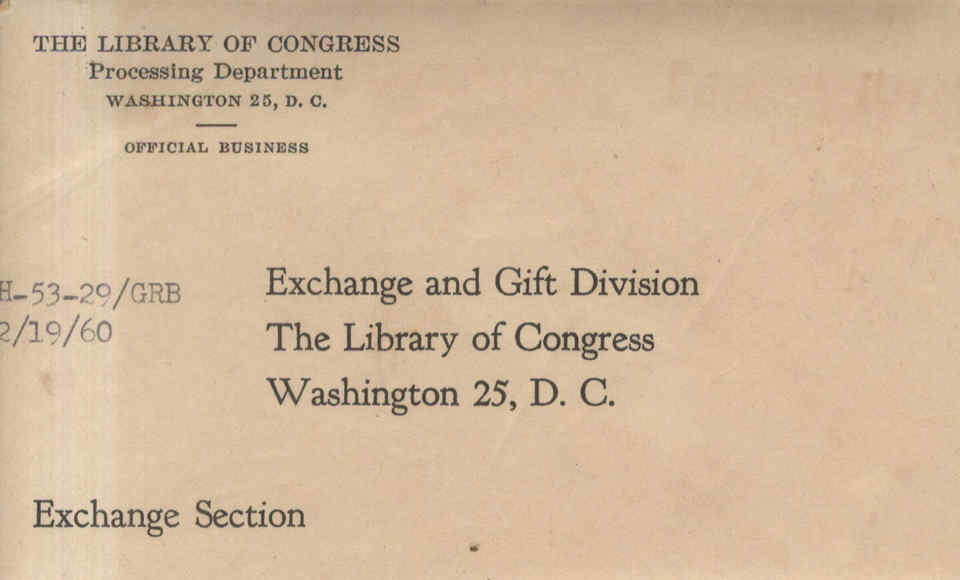 THE LIBRARY OF CONGRESS
Processing Department
WASHINGTON 25, D. C.
OFFICIAL BUSINESS
H-53-29/GRB
2/19/60
Exchange and Gift Division
The Library of Congress
Washington 25, D. C.
Exchange Section